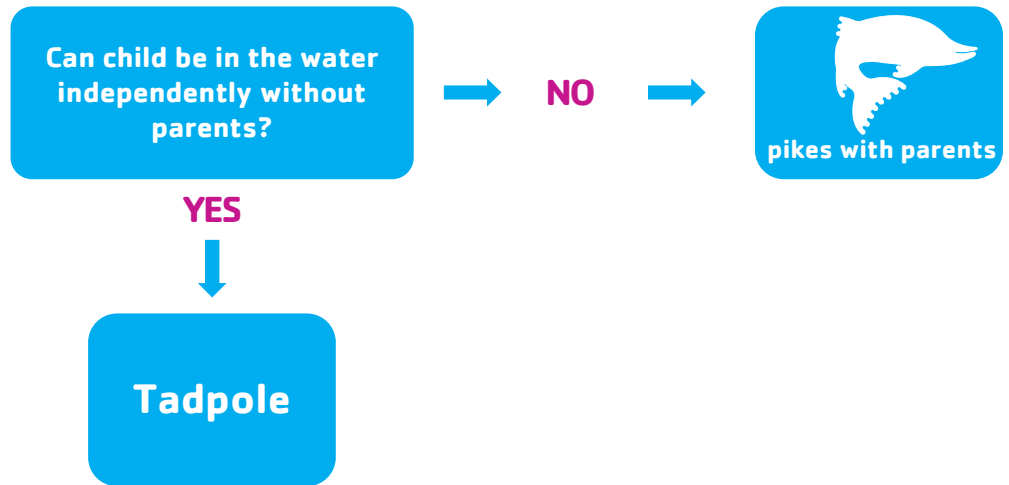 Can child be in the water
independently without
parents?
NO
pikes with parents
YES
Tadpole